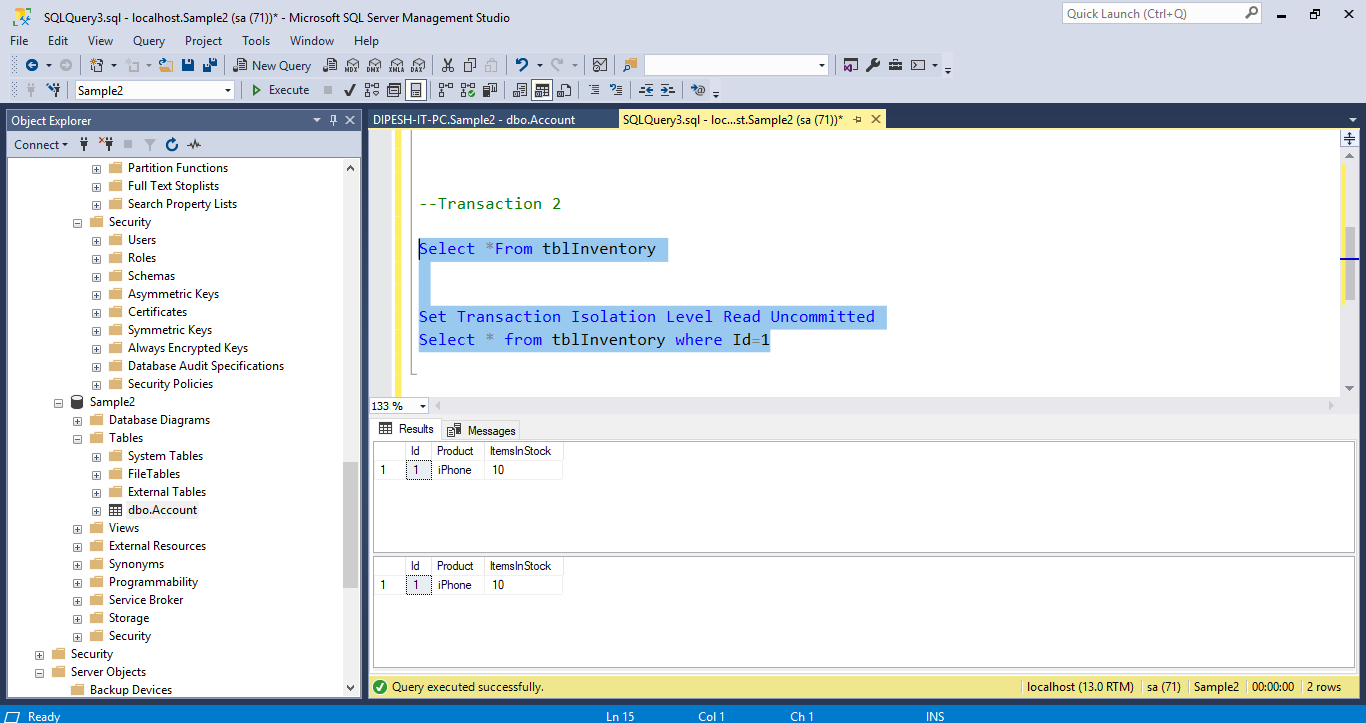 SQLQuery3.sql - localhost.Sample2 (sa (71))* - Microsoft SQL Server Management Studio
Quick Launch (Ctrl+Q)
File Edit View Query Project Tools Window Help
New Query MDX DMX XMLA DAX
Sample2 Execute
Object Explorer
DIPESH-IT-PC.Sample2 - dbo.Account
SQLQuery3.sql - loc...st.Sample2 (sa (71))*
Connect
Partition Functions
Full Text Stoplists
Search Property Lists
Security
Users
Roles
Schemas
Asymmetric Keys
Certificates
Symmetric Keys
Always Encrypted Keys
Database Audit Specifications
Security Policies
Sample2
Database Diagrams
Tables
System Tables
FileTables
External Tables
dbo.Account
Views
External Resources
Synonyms
Programmability
Service Broker
Storage
Security
Security
Server Objects
Backup Devices
--Transaction 2
Select *From tblInventory
Set Transaction Isolation Level Read Uncommitted
Select * from tblInventory where Id=1
133 %
Results Messages
Id Product ItemsInStock
1 1 iPhone 10
Id Product ItemsInStock
1 1 iPhone 10
Query executed successfully.
localhost (13.0 RTM) sa (71) Sample2 00:00:00 2 rows
Ready Ln 15 Col 1 Ch 1 INS